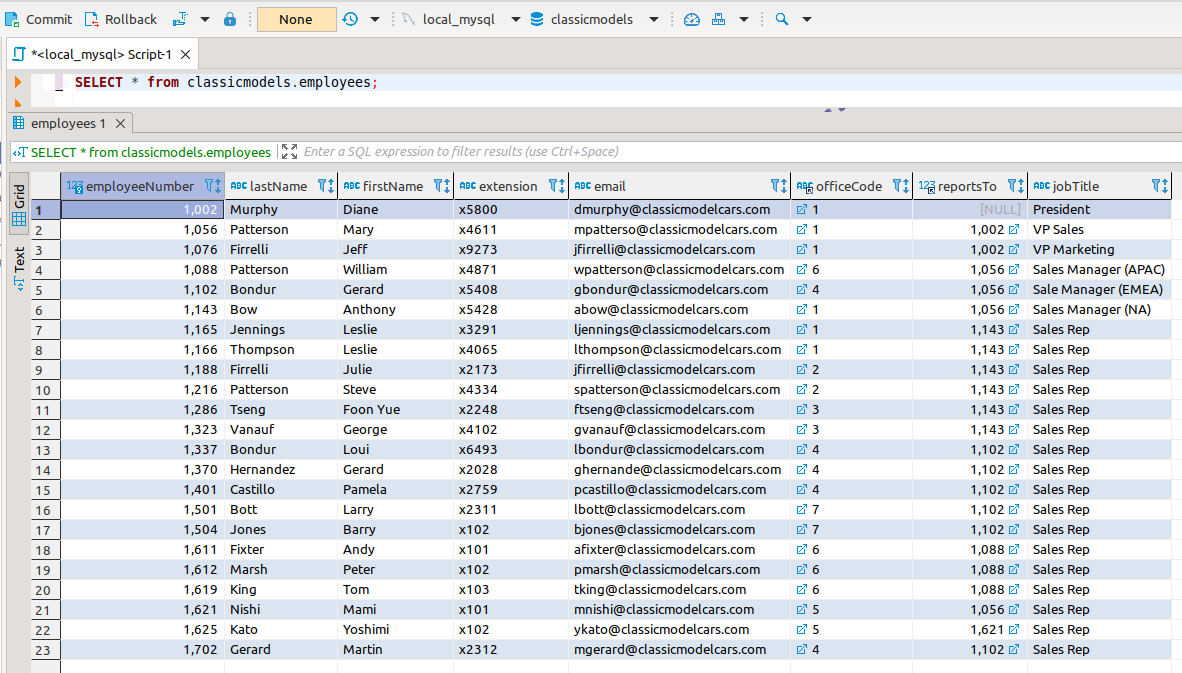 Commit Rollback None local_mysql classicmodels
*<local_mysql> Script-1
SELECT * from classicmodels.employees;
employees 1
SELECT * from classicmodels.employees Enter a SQL expression to filter results (use Ctrl+Space)
Grid
Text
123 employeeNumber ABC lastName ABC firstName ABC extension ABC email ABC officeCode 123 reportsTo ABC jobTitle
1 1,002 Murphy Diane x5800 dmurphy@classicmodelcars.com 1 [NULL] President
2 1,056 Patterson Mary x4611 mpatterso@classicmodelcars.com 1 1,002 VP Sales
3 1,076 Firrelli Jeff x9273 jfirrelli@classicmodelcars.com 1 1,002 VP Marketing
4 1,088 Patterson William x4871 wpatterson@classicmodelcars.com 6 1,056 Sales Manager (APAC)
5 1,102 Bondur Gerard x5408 gbondur@classicmodelcars.com 4 1,056 Sale Manager (EMEA)
6 1,143 Bow Anthony x5428 abow@classicmodelcars.com 1 1,056 Sales Manager (NA)
7 1,165 Jennings Leslie x3291 ljennings@classicmodelcars.com 1 1,143 Sales Rep
8 1,166 Thompson Leslie x4065 lthompson@classicmodelcars.com 1 1,143 Sales Rep
9 1,188 Firrelli Julie x2173 jfirrelli@classicmodelcars.com 2 1,143 Sales Rep
10 1,216 Patterson Steve x4334 spatterson@classicmodelcars.com 2 1,143 Sales Rep
11 1,286 Tseng Foon Yue x2248 ftseng@classicmodelcars.com 3 1,143 Sales Rep
12 1,323 Vanauf George x4102 gvanauf@classicmodelcars.com 3 1,143 Sales Rep
13 1,337 Bondur Loui x6493 lbondur@classicmodelcars.com 4 1,102 Sales Rep
14 1,370 Hernandez Gerard x2028 ghernande@classicmodelcars.com 4 1,102 Sales Rep
15 1,401 Castillo Pamela x2759 pcastillo@classicmodelcars.com 4 1,102 Sales Rep
16 1,501 Bott Larry x2311 lbott@classicmodelcars.com 7 1,102 Sales Rep
17 1,504 Jones Barry x102 bjones@classicmodelcars.com 7 1,102 Sales Rep
18 1,611 Fixter Andy x101 afixter@classicmodelcars.com 6 1,088 Sales Rep
19 1,612 Marsh Peter x102 pmarsh@classicmodelcars.com 6 1,088 Sales Rep
20 1,619 King Tom x103 tking@classicmodelcars.com 6 1,088 Sales Rep
21 1,621 Nishi Mami x101 mnishi@classicmodelcars.com 5 1,056 Sales Rep
22 1,625 Kato Yoshimi x102 ykato@classicmodelcars.com 5 1,621 Sales Rep
23 1,702 Gerard Martin x2312 mgerard@classicmodelcars.com 4 1,102 Sales Rep